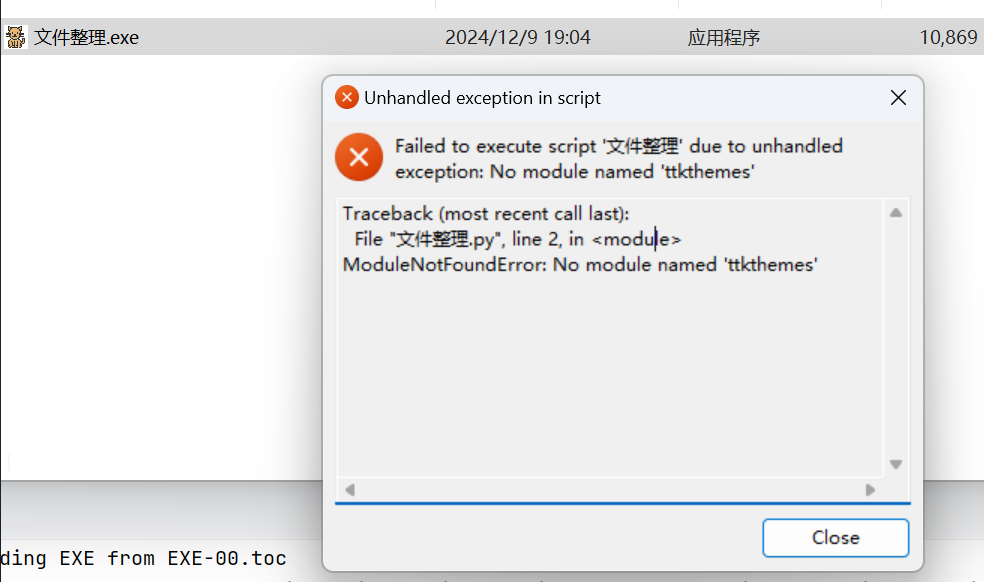 文件整理.exe 2024/12/9 19:04 应用程序 10,869
Unhandled exception in script
Failed to execute script '文件整理' due to unhandled
exception: No module named 'ttkthemes'
Traceback (most recent call last):
File "文件整理.py", line 2, in <module>
ModuleNotFoundError: No module named 'ttkthemes'
Close
ding EXE from EXE-00.toc